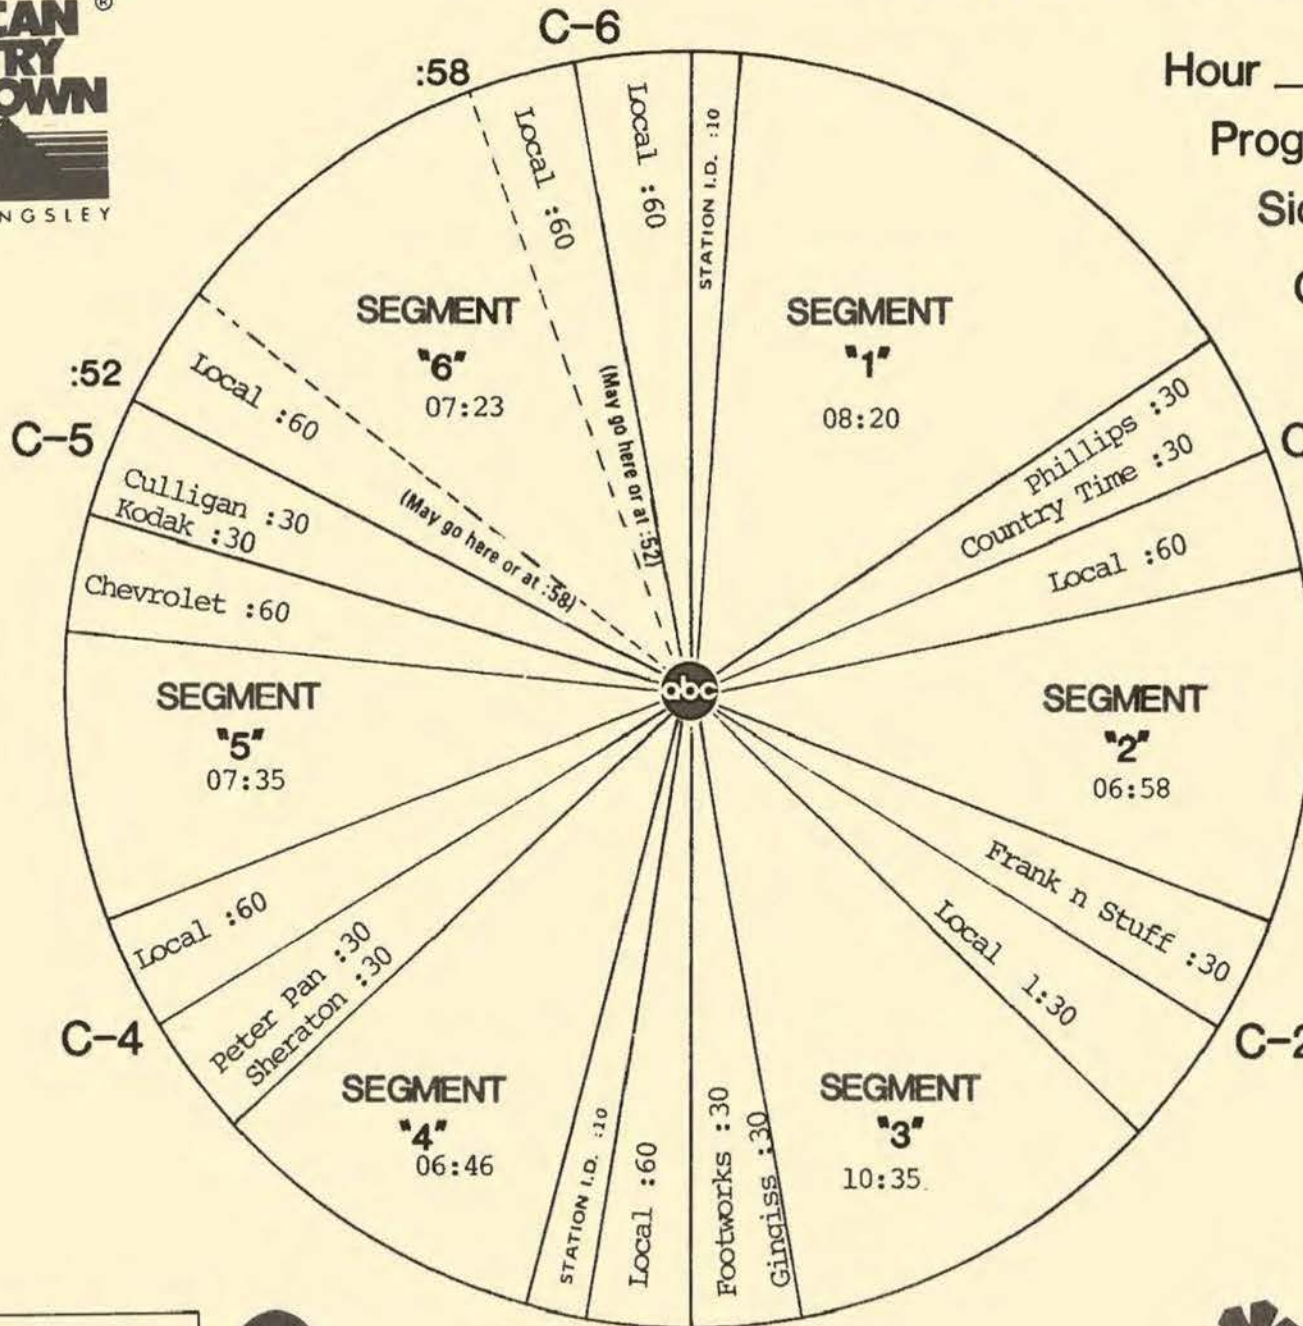 ®
OWN
NGSLEY
Hour
C-6
:58
Local :60
Local :60
STATION I.D. :10
(May go here or at :52)
SEGMENT
"1"
08:20
Phillips :30
Country Time :30
Local :60
SEGMENT
"2"
06:58
Frank n Stuff :30
C-2
Local 1:30
SEGMENT
"3"
10:35
Footworks :30
Gingiss :30
Local :60
STATION I.D. :10
SEGMENT
"4"
06:46
Peter Pan :30
Sheraton :30
C-4
Local :60
SEGMENT
"5"
07:35
Chevrolet :60
Culligan :30
Kodak :30
C-5
:52
Local :60
(May go here or at :58)
SEGMENT
"6"
07:23
abc